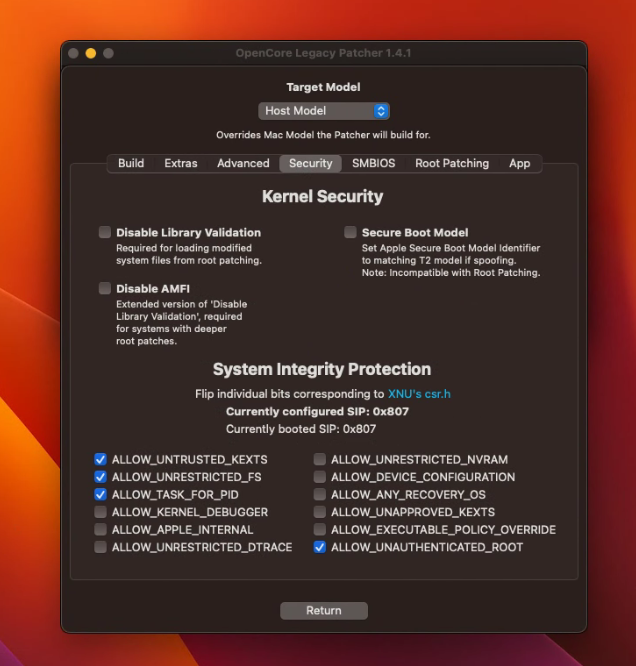 OpenCore Legacy Patcher 1.4.1
Target Model
Host Model
Overrides Mac Model the Patcher will build for.
Build Extras Advanced Security SMBIOS Root Patching App
Kernel Security
Disable Library Validation
Required for loading modified
system files from root patching.
Disable AMFI
Extended version of 'Disable
Library Validation', required
for systems with deeper
root patches.
Secure Boot Model
Set Apple Secure Boot Model Identifier
to matching T2 model if spoofing.
Note: Incompatible with Root Patching.
System Integrity Protection
Flip individual bits corresponding to XNU's csr.h
Currently configured SIP: 0x807
Currently booted SIP: 0x807
ALLOW_UNTRUSTED_KEXTS
ALLOW_UNRESTRICTED_FS
ALLOW_TASK_FOR_PID
ALLOW_KERNEL_DEBUGGER
ALLOW_APPLE_INTERNAL
ALLOW_UNRESTRICTED_DTRACE
ALLOW_UNRESTRICTED_NVRAM
ALLOW_DEVICE_CONFIGURATION
ALLOW_ANY_RECOVERY_OS
ALLOW_UNAPPROVED_KEXTS
ALLOW_EXECUTABLE_POLICY_OVERRIDE
ALLOW_UNAUTHENTICATED_ROOT
Return